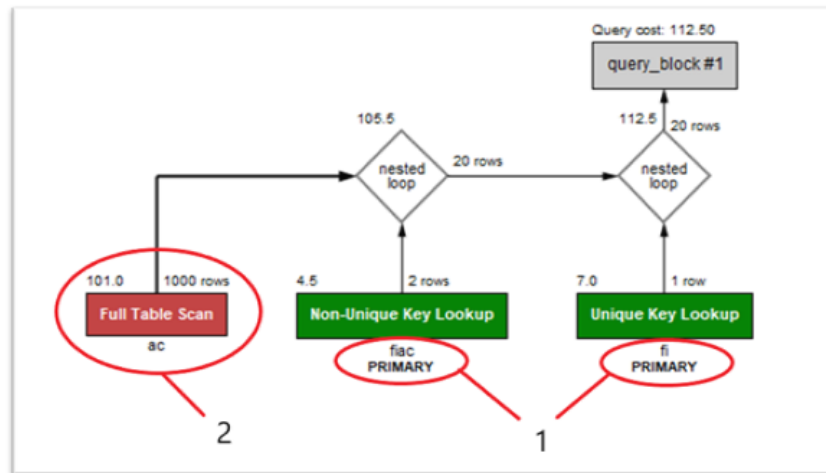 Query cost: 112.50
query_block #1
105.5
112.5
20 rows
nested
loop
20 rows
nested
loop
101.0
1000 rows
4.5
2 rows
7.0
1 row
Full Table Scan
Non-Unique Key Lookup
Unique Key Lookup
ac
fiac
PRIMARY
fi
PRIMARY
2
1